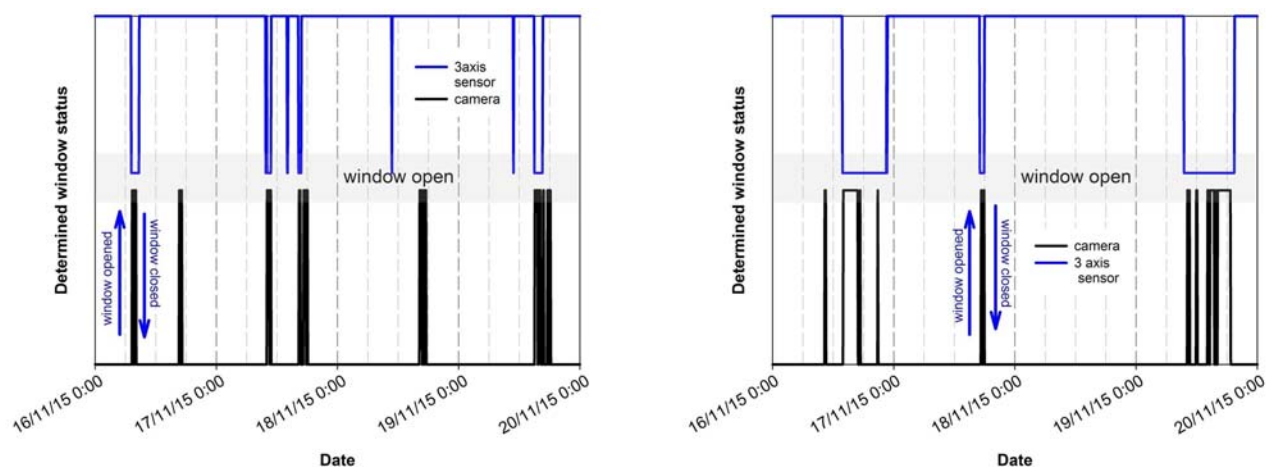 Determined window status
3axis
sensor
camera
window open
window opened
window closed
16/11/15 0:00
17/11/15 0:00
18/11/15 0:00
19/11/15 0:00
20/11/15 0:00
Date
Determined window status
window open
window opened
window closed
camera
3 axis
sensor
16/11/15 0:00
17/11/15 0:00
18/11/15 0:00
19/11/15 0:00
20/11/15 0:00
Date